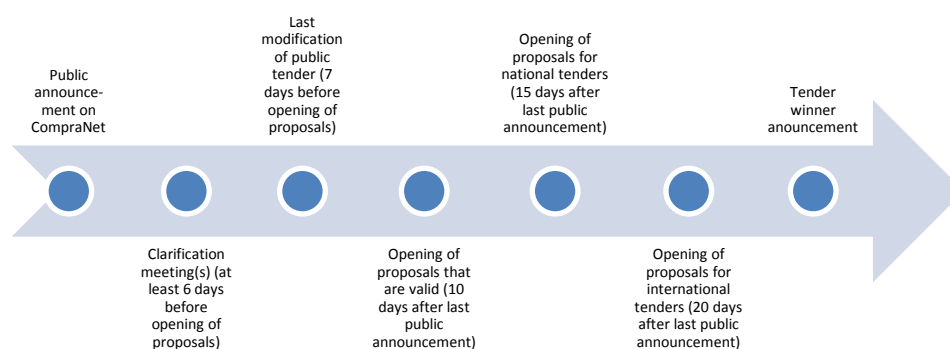 Public
announce-
ment on
CompraNet
Clarification
meeting(s) (at
least 6 days
before
opening of
proposals)
Last
modification
of public
tender (7
days before
opening of
proposals)
Opening of
proposals that
are valid (10
days after last
public
announcement)
Opening of
proposals for
national tenders
(15 days after
last public
announcement)
Opening of
proposals for
international
tenders (20 days
after last public
announcement)
Tender
winner
anouncement